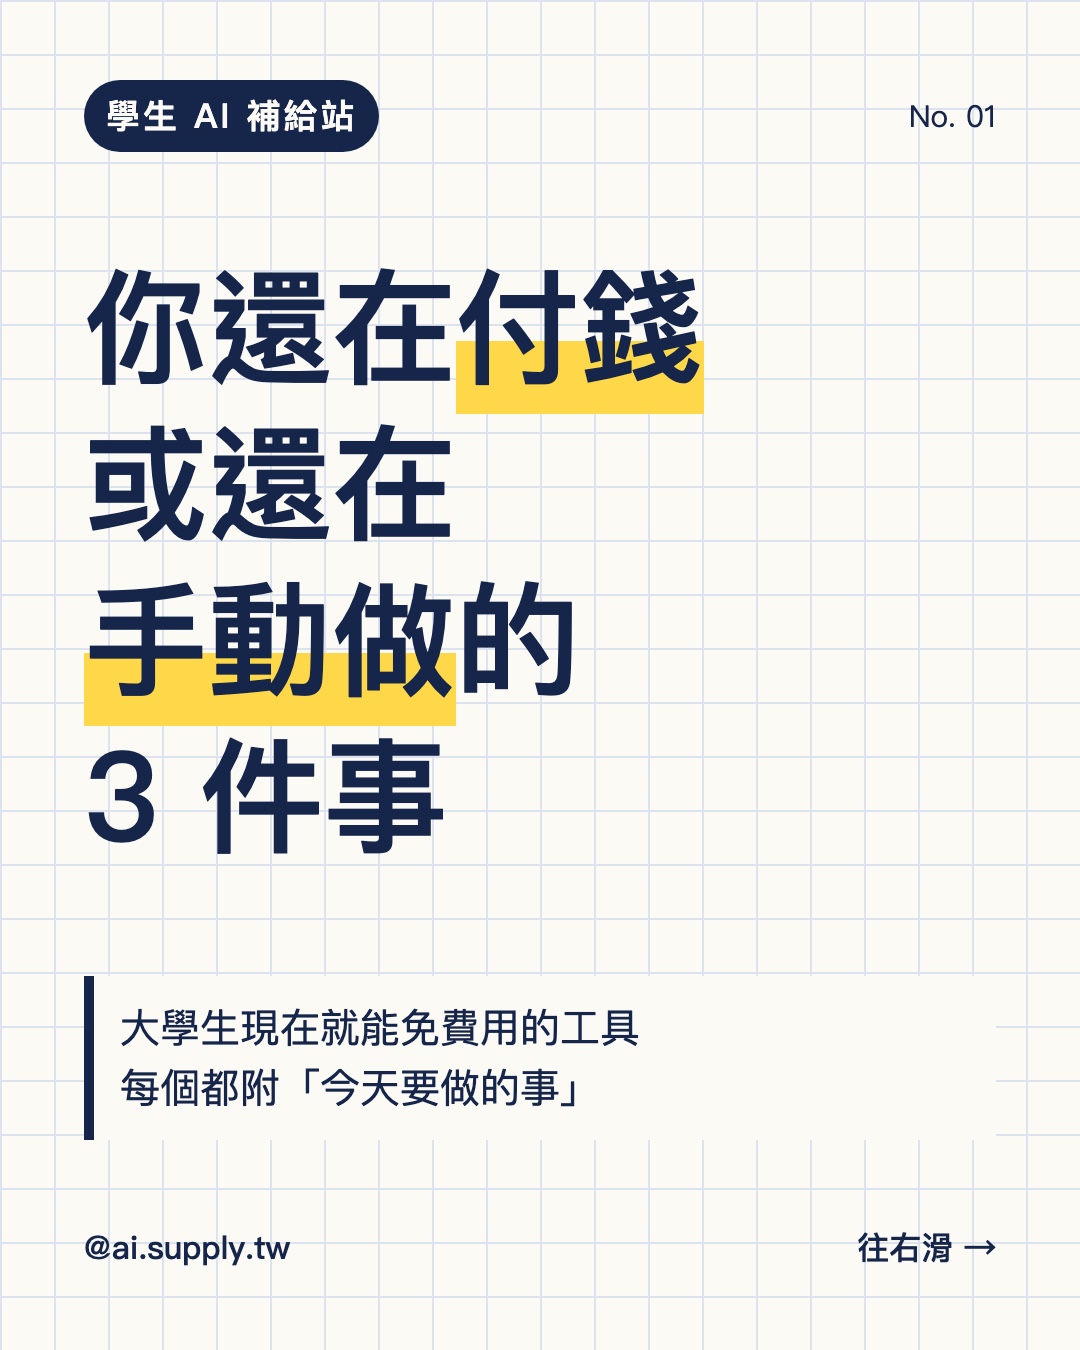 學生 AI 補給站
No. 01
你還在付錢
或還在
手動做的
3 件事
大學生現在就能免費用的工具
每個都附「今天要做的事」
@ai.supply.tw
往右滑 →